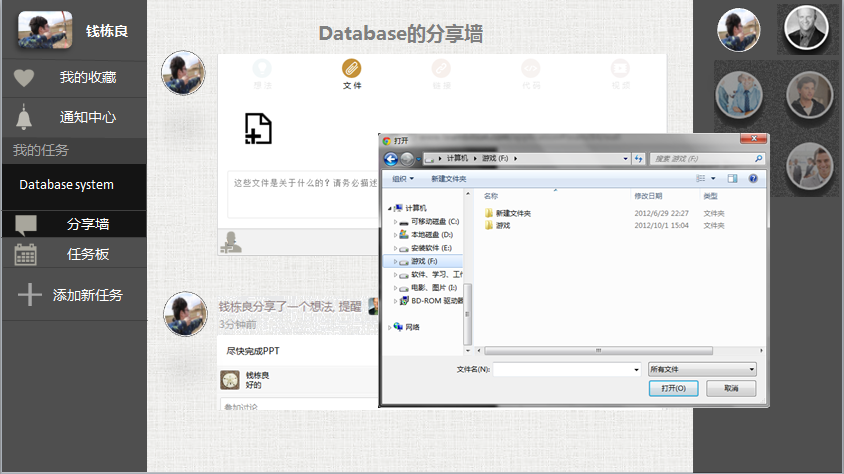 钱栋良
我的收藏
通知中心
我的任务
Database system
分享墙
任务板
添加新任务
Database的分享墙
想法
文件
链接
代码
视频
这些文件是关于什么的？请务必描述
钱栋良分享了一个想法, 提醒
3分钟前
尽快完成PPT
钱栋良
好的
参加讨论
打开
计算机
游戏 (F:)
搜索 游戏 (F:)
组织
新建文件夹
名称
修改日期
类型
新建文件夹
2012/6/29 22:27
文件夹
游戏
2012/10/1 15:04
文件夹
计算机
可移动磁盘 (C:)
本地磁盘 (D:)
安装软件 (E:)
游戏 (F:)
软件、学习、工作
电影、图片 (I:)
BD-ROM 驱动器
网络
文件名(N):
所有文件
打开(O)
取消